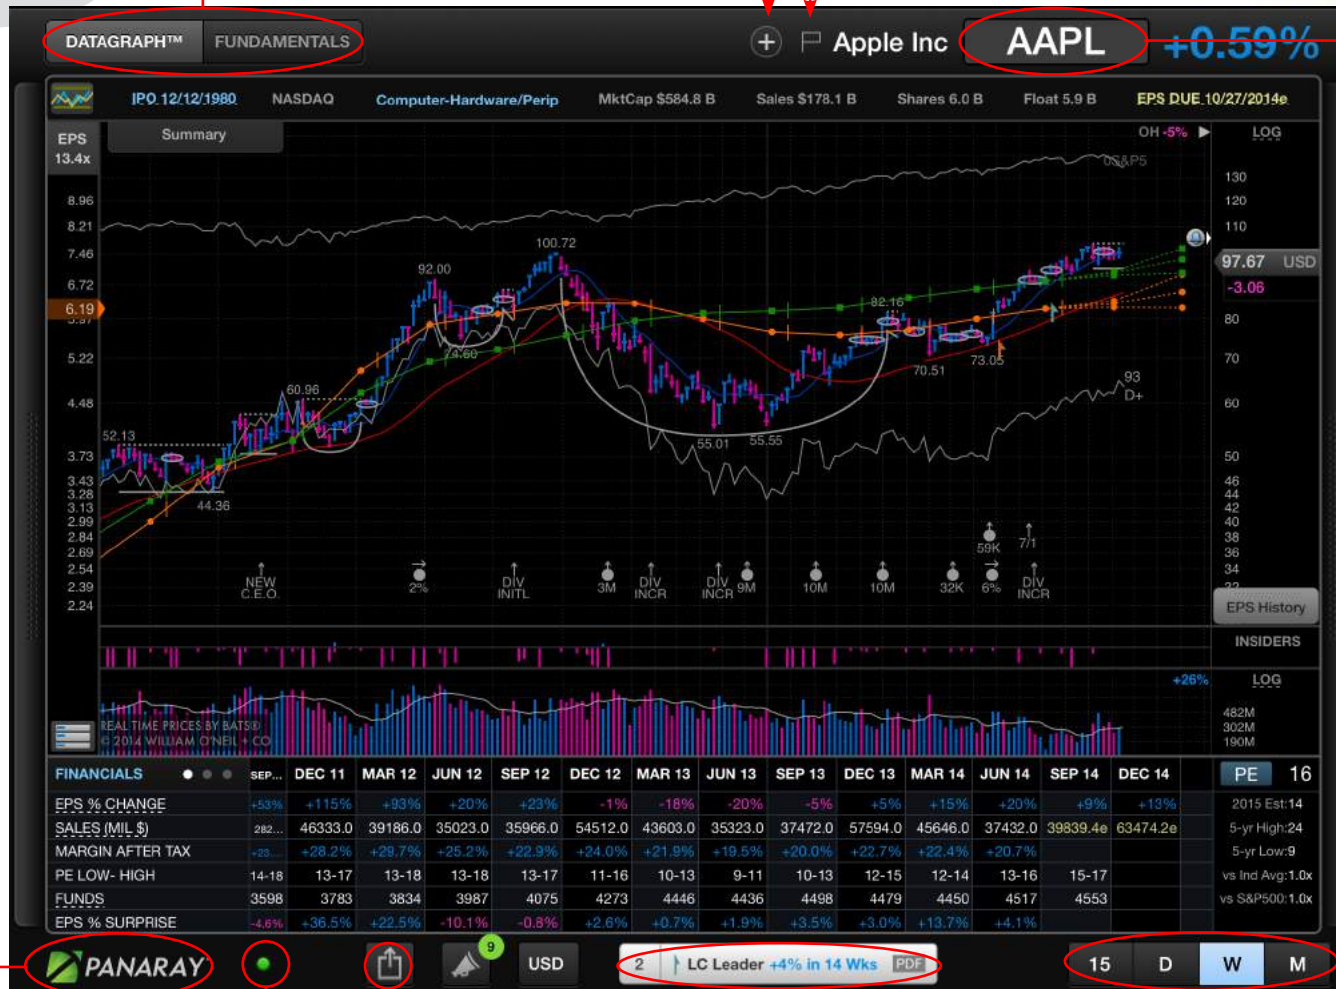 DATAGRAPH™ FUNDAMENTALS
Apple Inc AAPL +0.59%
IPO 12/12/1980 NASDAQ Computer-Hardware/Perip MktCap $584.8 B Sales $178.1 B Shares 6.0 B Float 5.9 B EPS DUE 10/27/2014e
EPS
13.4x
Summary
OH -5%
LOG
S&P5
8.96
8.21
7.46
6.72
6.19
5.22
4.48
3.73
3.43
3.28
3.13
2.99
2.84
2.69
2.54
2.39
2.24
130
120
110
97.67 USD
-3.06
80
70
60
50
46
44
42
40
38
36
34
100.72
92.00
82.16
74.60
73.05
70.51
60.96
55.01
55.55
52.13
44.36
93
D+
59K
7/1
NEW
C.E.O.
2%
DIV
INITL
3M
DIV
INCR
DIV
INCR
9M
10M
10M
32K
6%
DIV
INCR
EPS History
INSIDERS
+26%
LOG
482M
302M
190M
REAL TIME PRICES BY BATS®
© 2014 WILLIAM O'NEIL + CO
FINANCIALS SEP... DEC 11 MAR 12 JUN 12 SEP 12 DEC 12 MAR 13 JUN 13 SEP 13 DEC 13 MAR 14 JUN 14 SEP 14 DEC 14
EPS % CHANGE +53% +115% +93% +20% +23% -1% -18% -20% -5% +5% +15% +20% +9% +13%
SALES (MIL $) 282... 46333.0 39186.0 35023.0 35966.0 54512.0 43603.0 35323.0 37472.0 57594.0 45646.0 37432.0 39839.4e 63474.2e
MARGIN AFTER TAX +23... +28.2% +29.7% +25.2% +22.9% +24.0% +21.9% +19.5% +20.0% +22.7% +22.4% +20.7%
PE LOW- HIGH 14-18 13-17 13-18 13-18 13-17 11-16 10-13 9-11 10-13 12-15 12-14 13-16 15-17
FUNDS 3598 3783 3834 3987 4075 4273 4446 4436 4498 4479 4450 4517 4553
EPS % SURPRISE -4.6% +36.5% +22.5% -10.1% -0.8% +2.6% +0.7% +1.9% +3.5% +3.0% +13.7% +4.1%
PE 16
2015 Est:14
5-yr High:24
5-yr Low:9
vs Ind Avg:1.0x
vs S&P500:1.0x
PANARAY
9
USD
2 LC Leader +4% in 14 Wks PDF
15 D W M